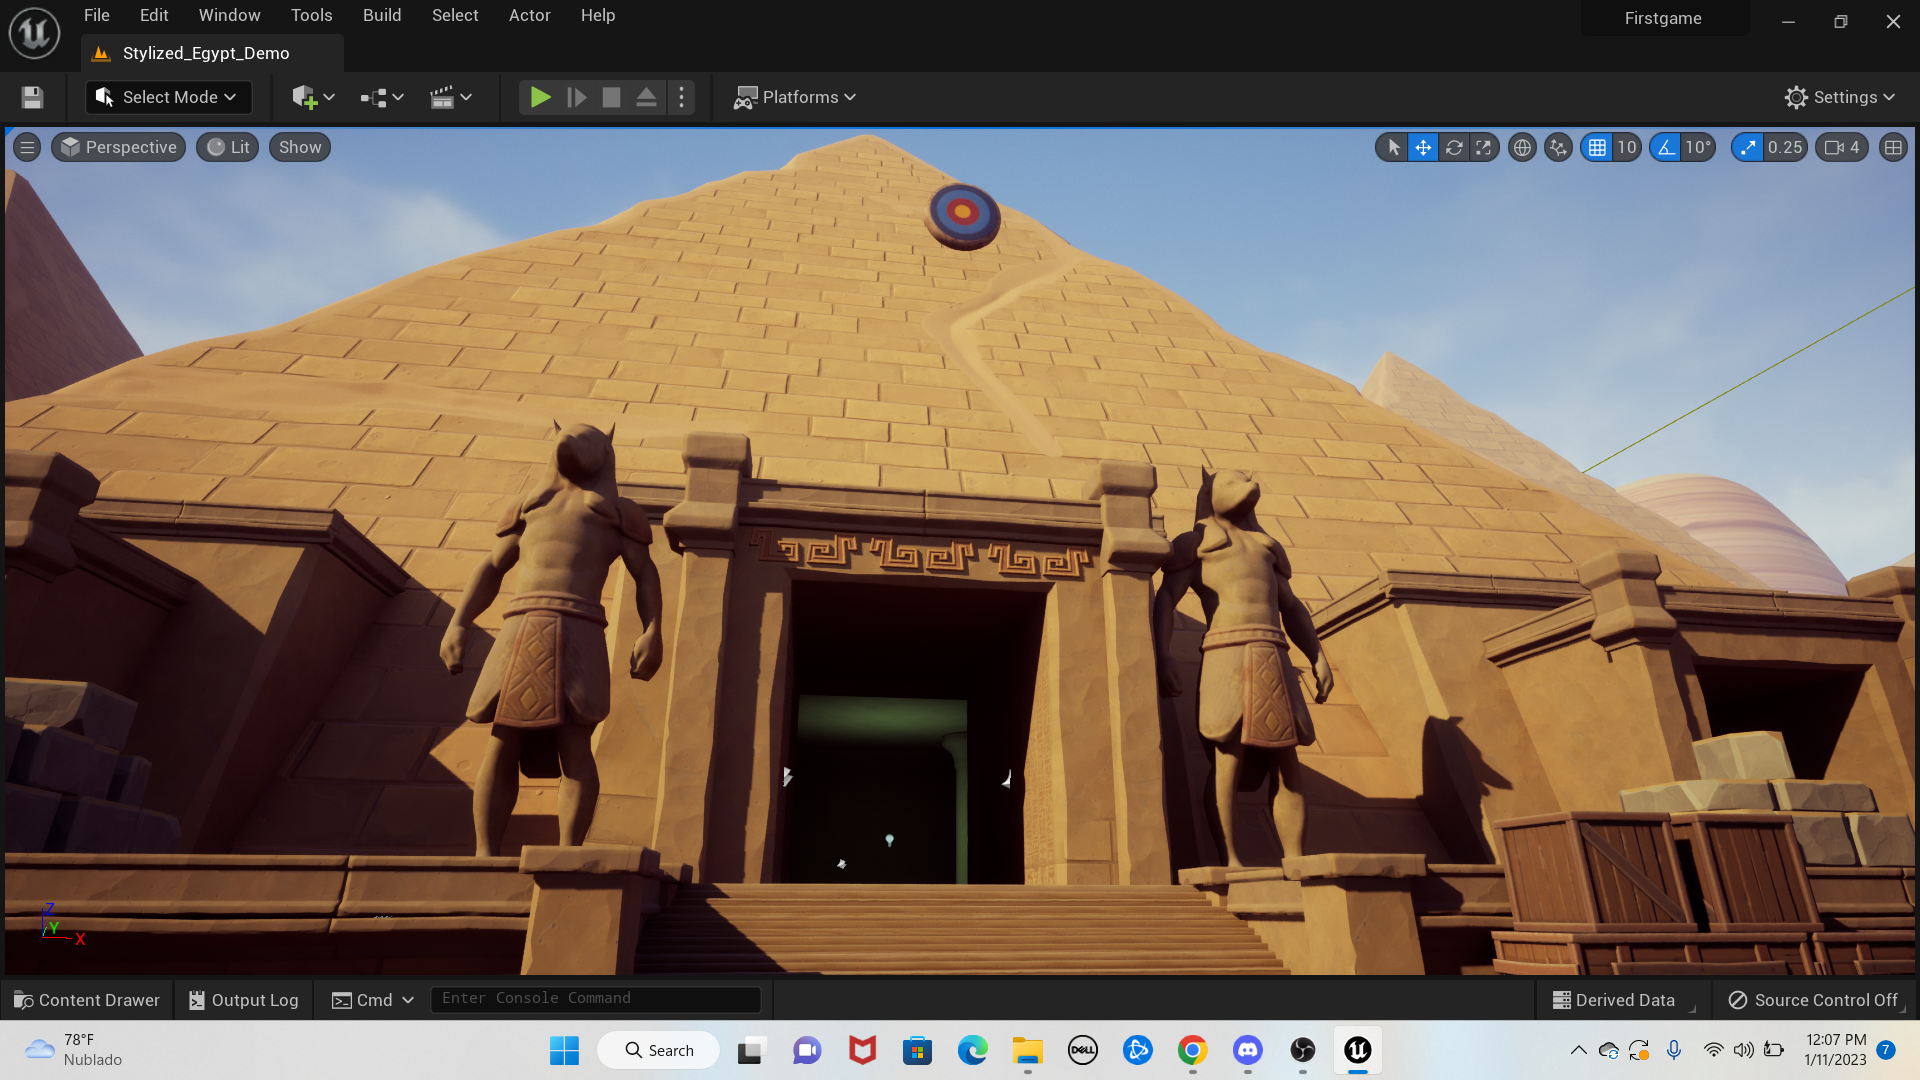 File Edit Window Tools Build Select Actor Help
Firstgame
Stylized_Egypt_Demo
Select Mode
Platforms
Settings
Perspective Lit Show
10 10° 0.25 4
Z
Y
X
Content Drawer Output Log Cmd Enter Console Command
Derived Data Source Control Off
78°F
Nublado
Search
DELL
12:07 PM
1/11/2023
7